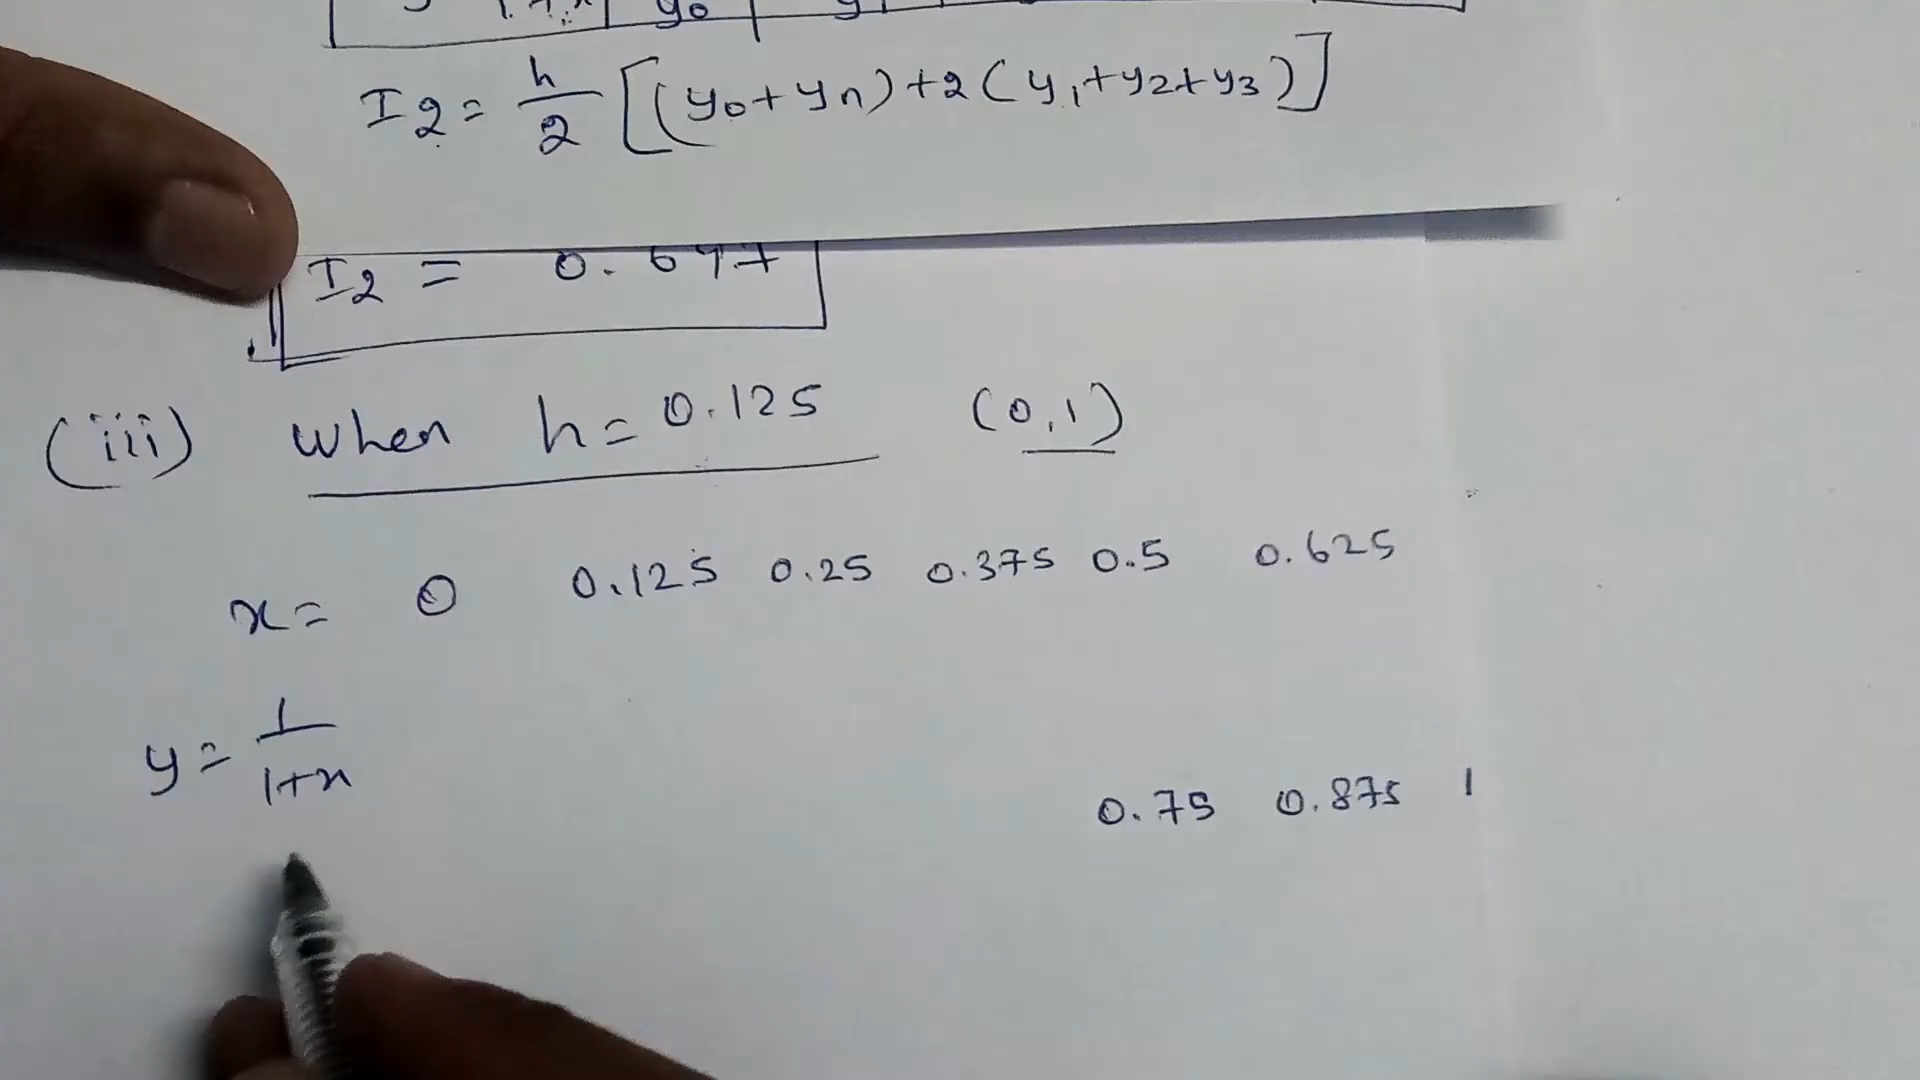 y0
I2 = h/2 [(y0+yn)+2(y1+y2+y3)]
I2 = 0.697
(iii) when h=0.125 (0,1)
x= 0 0.125 0.25 0.375 0.5 0.625
y= 1/1+x
0.75 0.875 1